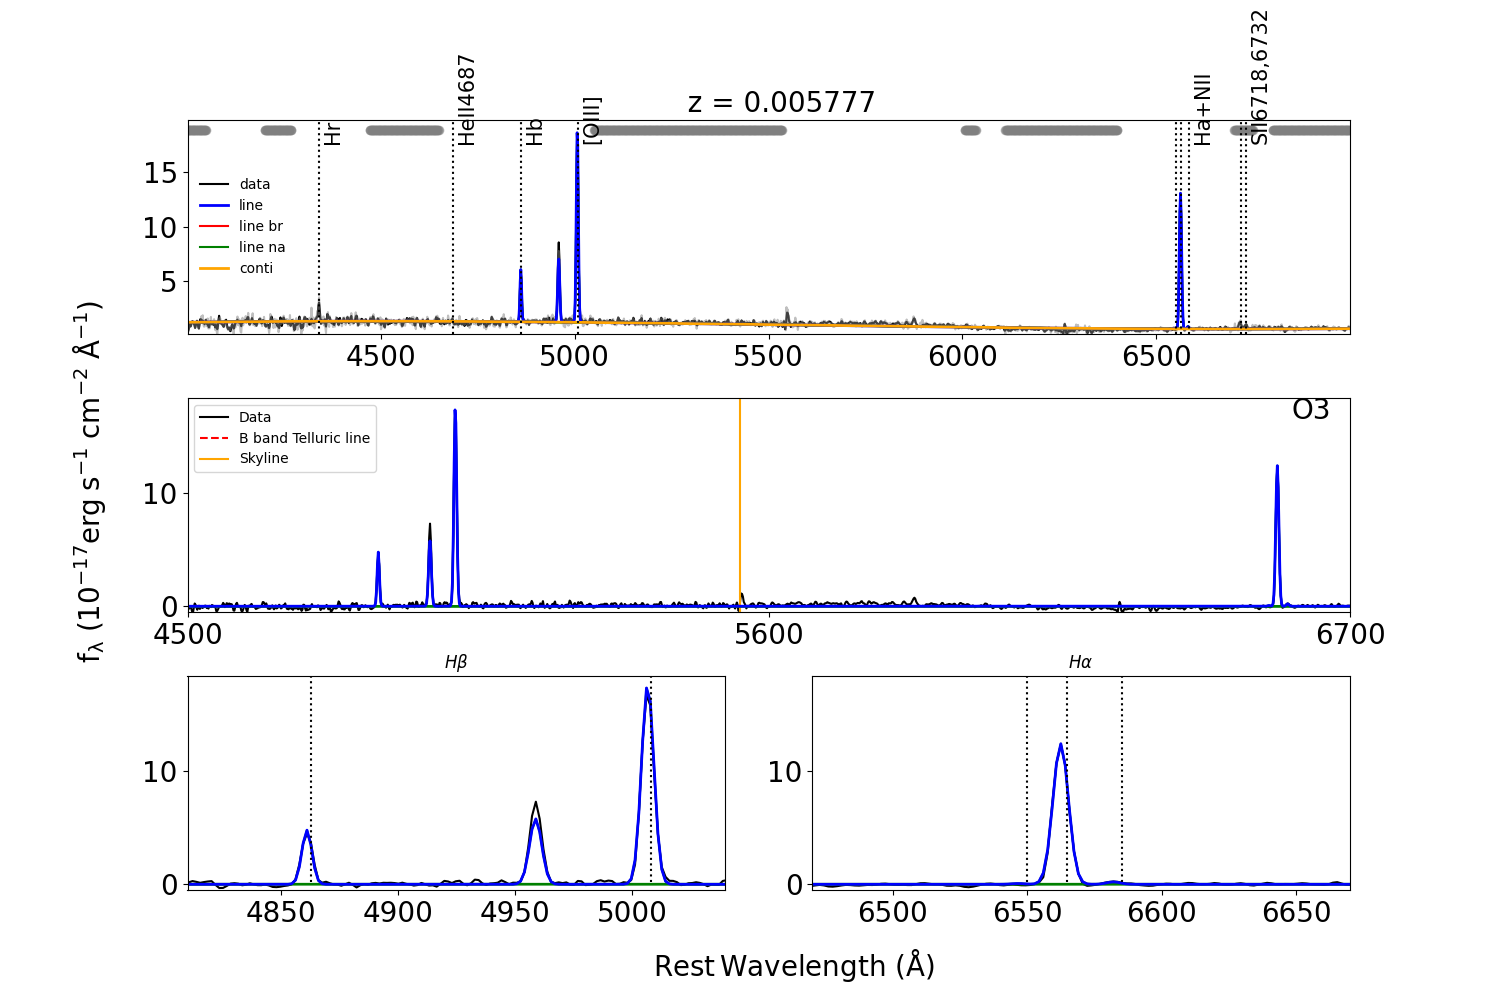 z = 0.005777
Hr
HeII4687
Hb
[OIII]
Ha+NII
SII6718,6732
15
10
5
data
line
line br
line na
conti
4500 5000 5500 6000 6500
fλ (10⁻¹⁷erg s⁻¹ cm⁻² Å⁻¹)
O3
Data
B band Telluric line
Skyline
10
0
4500 5600 6700
Hβ
10
0
4850 4900 4950 5000
Hα
10
0
6500 6550 6600 6650
Rest Wavelength (Å)